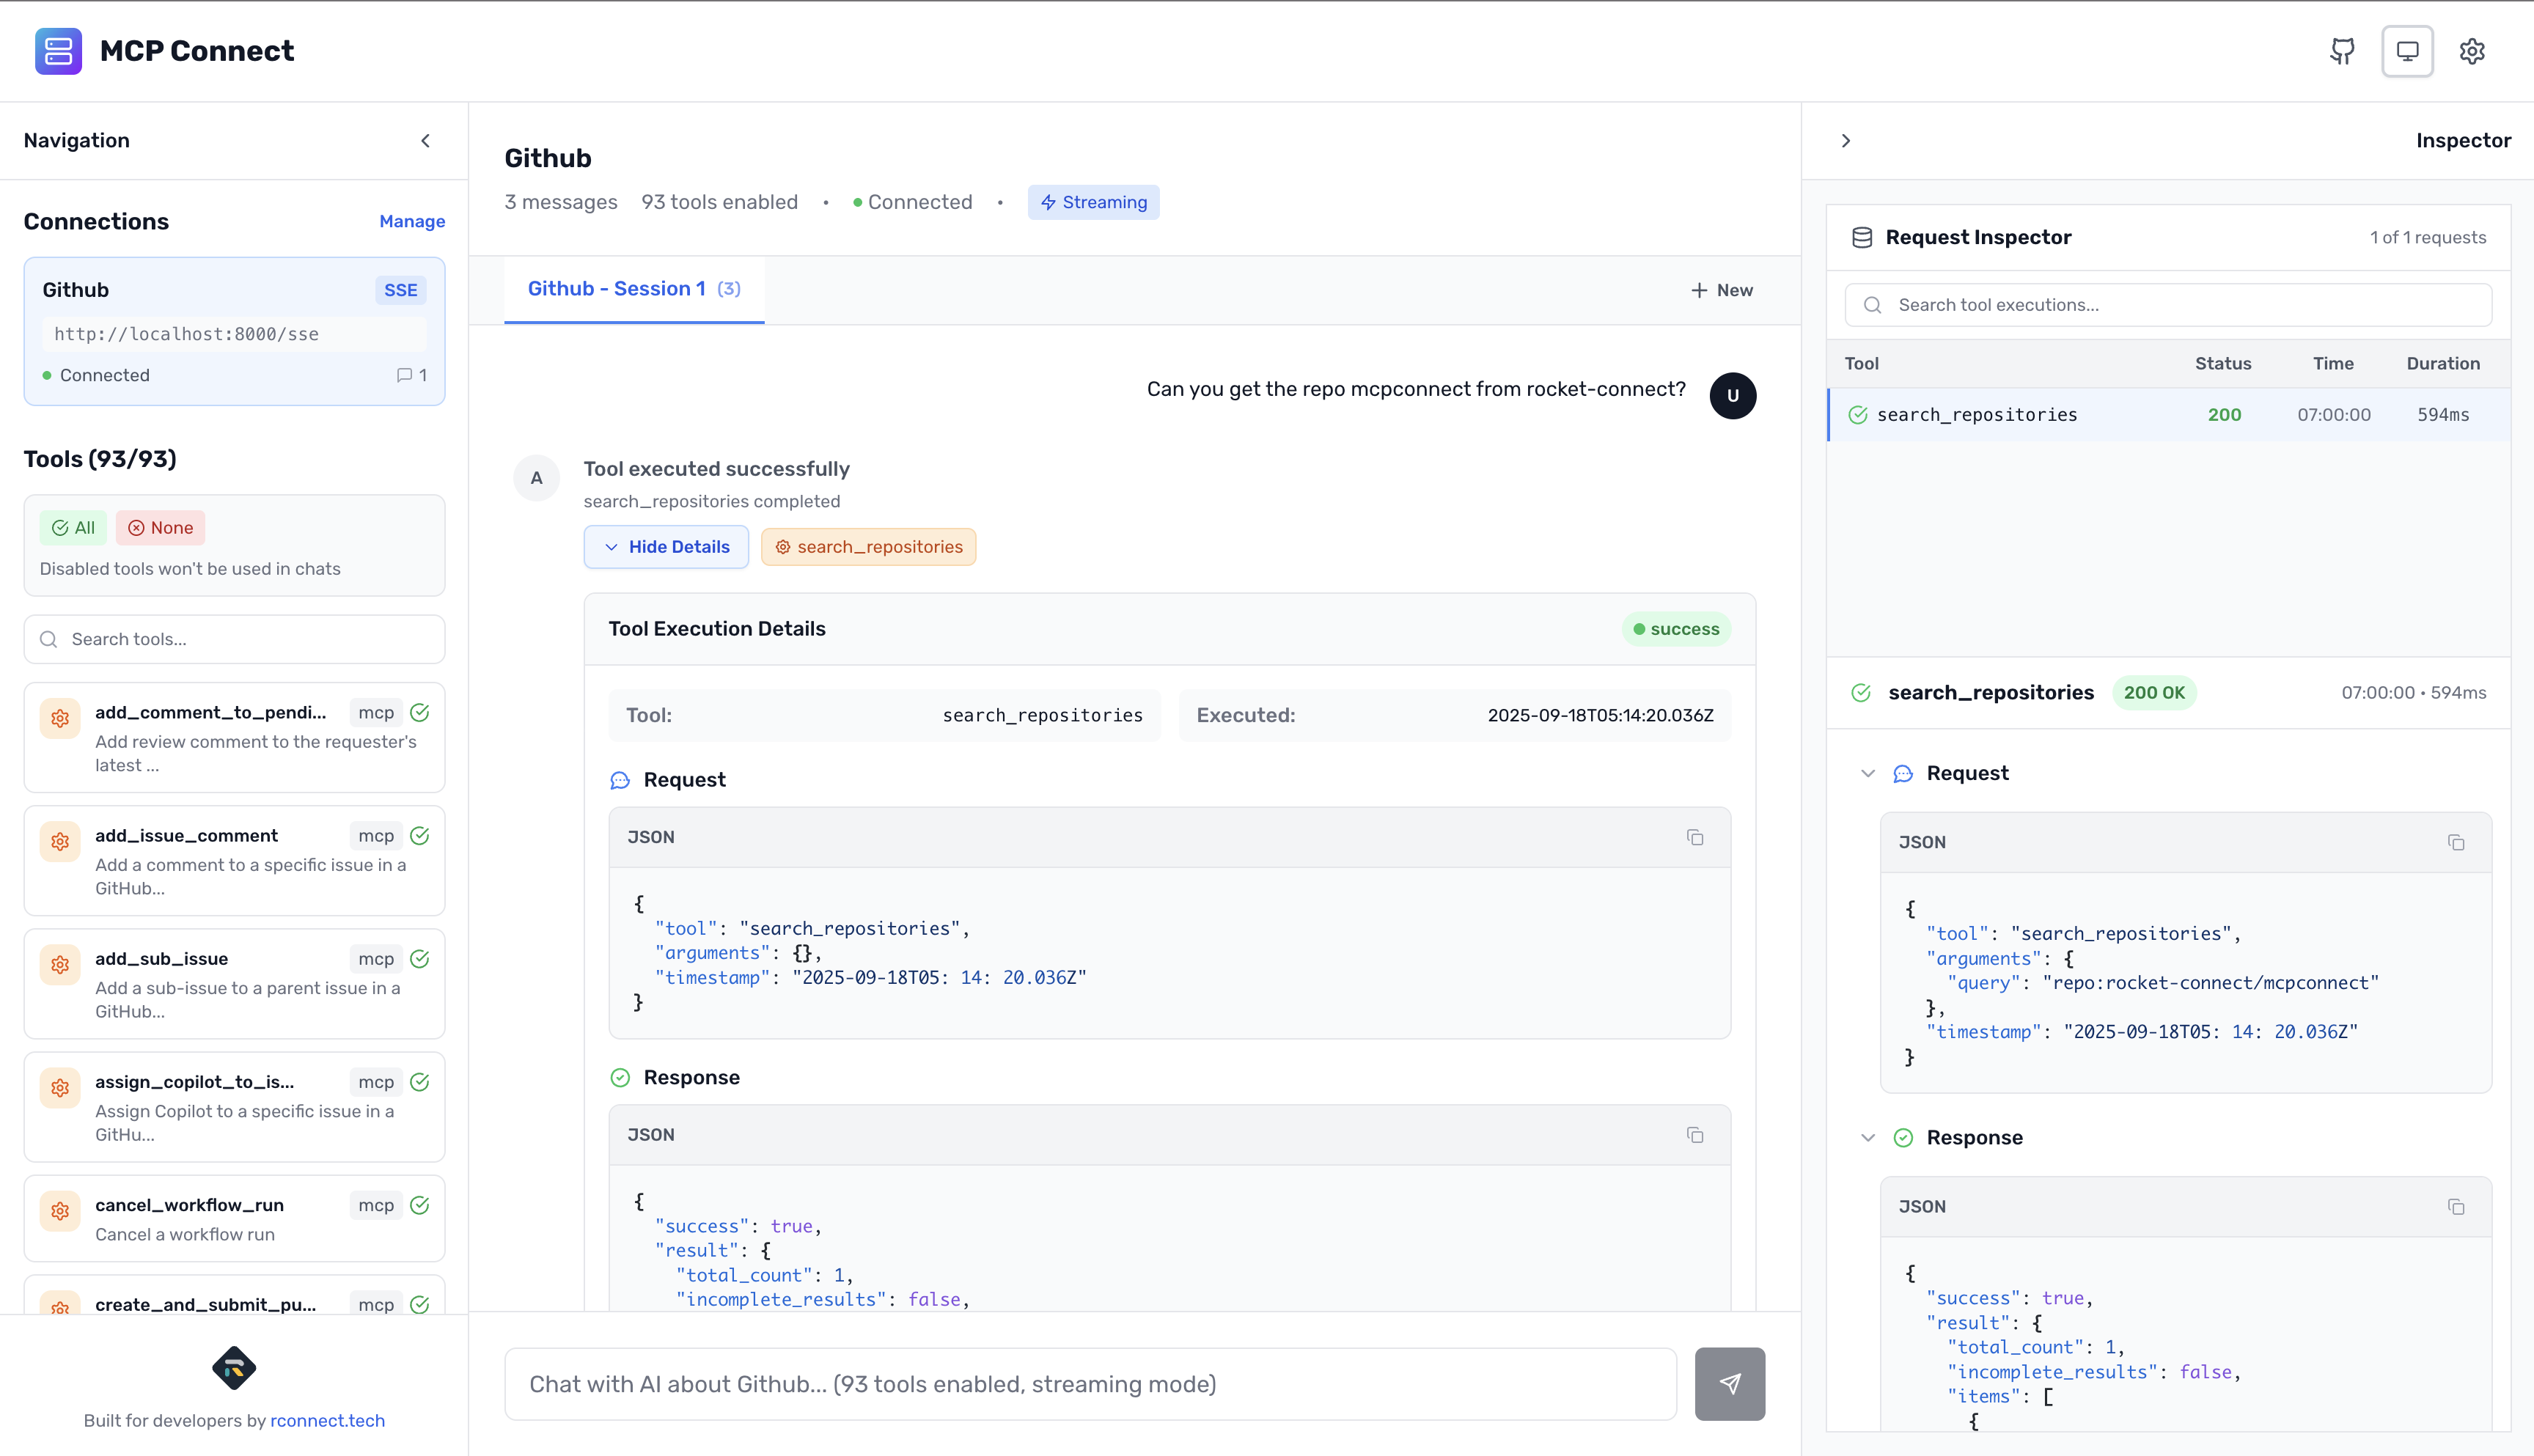 MCP Connect
Navigation
Connections
Manage
Github
SSE
http://localhost:8000/sse
Connected
1
Tools (93/93)
All
None
Disabled tools won't be used in chats
Search tools...
add_comment_to_pendi...
mcp
Add review comment to the requester's
latest ...
add_issue_comment
mcp
Add a comment to a specific issue in a
GitHub...
add_sub_issue
mcp
Add a sub-issue to a parent issue in a
GitHub...
assign_copilot_to_is...
mcp
Assign Copilot to a specific issue in a
GitHu...
cancel_workflow_run
mcp
Cancel a workflow run
create_and_submit_pu...
mcp
Built for developers by rconnect.tech
Github
3 messages 93 tools enabled • Connected • Streaming
Github - Session 1 (3)
New
Can you get the repo mcpconnect from rocket-connect?
U
A
Tool executed successfully
search_repositories completed
Hide Details
search_repositories
Tool Execution Details
success
Tool: search_repositories
Executed: 2025-09-18T05:14:20.036Z
Request
JSON
{
"tool": "search_repositories",
"arguments": {},
"timestamp": "2025-09-18T05: 14: 20.036Z"
}
Response
JSON
{
"success": true,
"result": {
"total_count": 1,
"incomplete_results": false,
Chat with AI about Github... (93 tools enabled, streaming mode)
Inspector
Request Inspector
1 of 1 requests
Search tool executions...
Tool Status Time Duration
search_repositories 200 07:00:00 594ms
search_repositories 200 OK 07:00:00 • 594ms
Request
JSON
{
"tool": "search_repositories",
"arguments": {
"query": "repo:rocket-connect/mcpconnect"
},
"timestamp": "2025-09-18T05: 14: 20.036Z"
}
Response
JSON
{
"success": true,
"result": {
"total_count": 1,
"incomplete_results": false,
"items": [
{